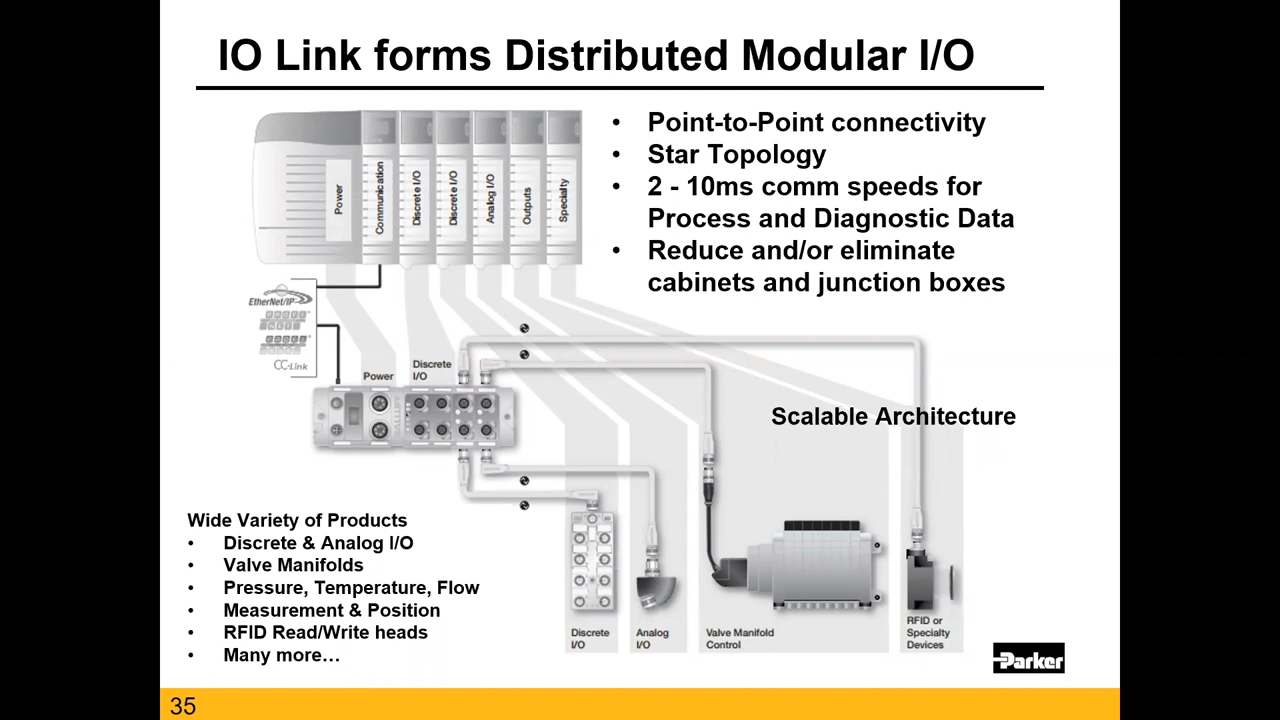 IO Link forms Distributed Modular I/O
• Point-to-Point connectivity
• Star Topology
• 2 - 10ms comm speeds for
Process and Diagnostic Data
• Reduce and/or eliminate
cabinets and junction boxes
Power
Communication
Discrete I/O
Discrete I/O
Analog I/O
Outputs
Specialty
EtherNet/IP
PROFI
NET
CC-Link
Power
Discrete
I/O
BALLUFF
Scalable Architecture
Wide Variety of Products
• Discrete & Analog I/O
• Valve Manifolds
• Pressure, Temperature, Flow
• Measurement & Position
• RFID Read/Write heads
• Many more…
Discrete
I/O
Analog
I/O
Valve Manifold
Control
RFID or
Specialty
Devices
Parker
35